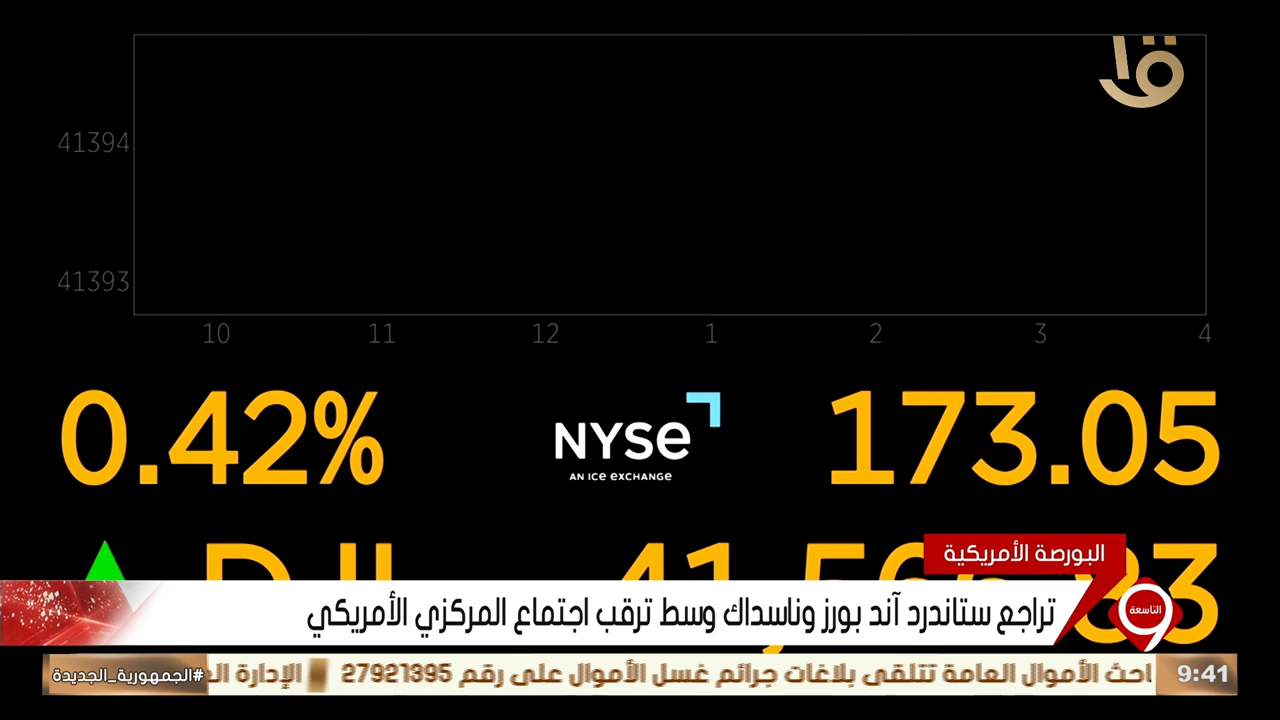 41394
41393
10 11 12 1 2 3 4
0.42%
NYSE
AN ICE EXCHANGE
173.05
البورصة الأمريكية
تراجع ستاندرد آند بورز وناسداك وسط ترقب اجتماع المركزي الأمريكي
التاسعة
9:41
الأموال العامة تتلقى بلاغات جرائم غسل الأموال على رقم 27921395
الإدارة
#الجمهورية_الجديدة